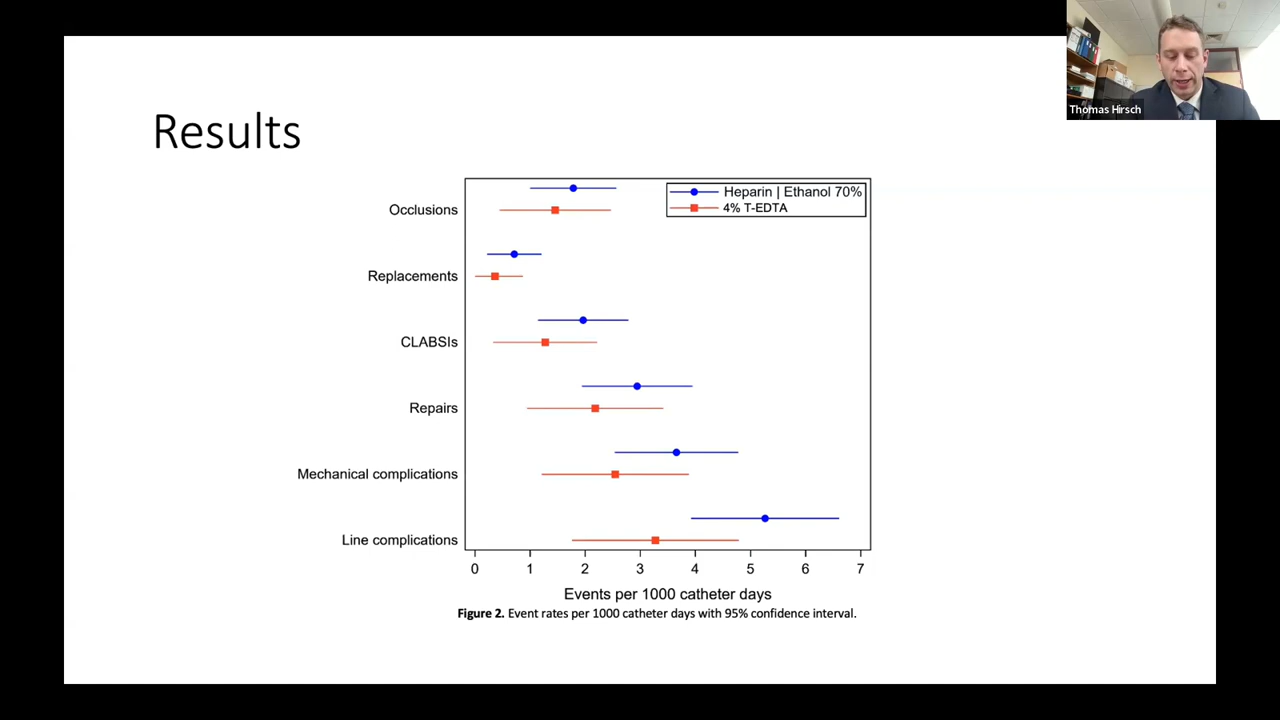 Thomas Hirsch
Results
Heparin | Ethanol 70%
4% T-EDTA
Occlusions
Replacements
CLABSIs
Repairs
Mechanical complications
Line complications
0 1 2 3 4 5 6 7
Events per 1000 catheter days
Figure 2. Event rates per 1000 catheter days with 95% confidence interval.